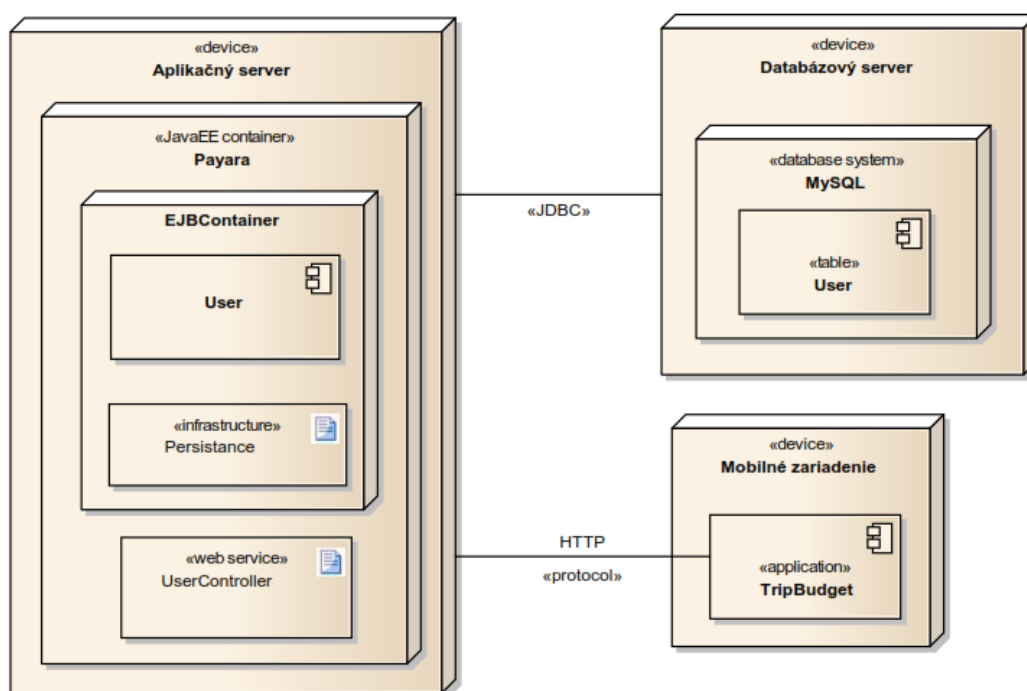 «device»
Aplikačný server
«JavaEE container»
Payara
EJBContainer
User
«infrastructure»
Persistance
«web service»
UserController
«JDBC»
«device»
Databázový server
«database system»
MySQL
«table»
User
HTTP
«protocol»
«device»
Mobilné zariadenie
«application»
TripBudget